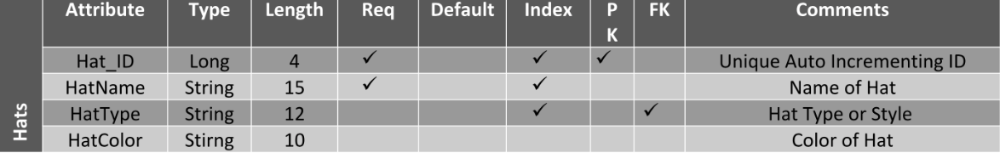 Attribute Type Length Req Default Index PK FK Comments
Hat_ID Long 4 ✓ ✓ ✓ Unique Auto Incrementing ID
HatName String 15 ✓ ✓ Name of Hat
HatType String 12 ✓ ✓ Hat Type or Style
HatColor Stirng 10 Color of Hat
Hats